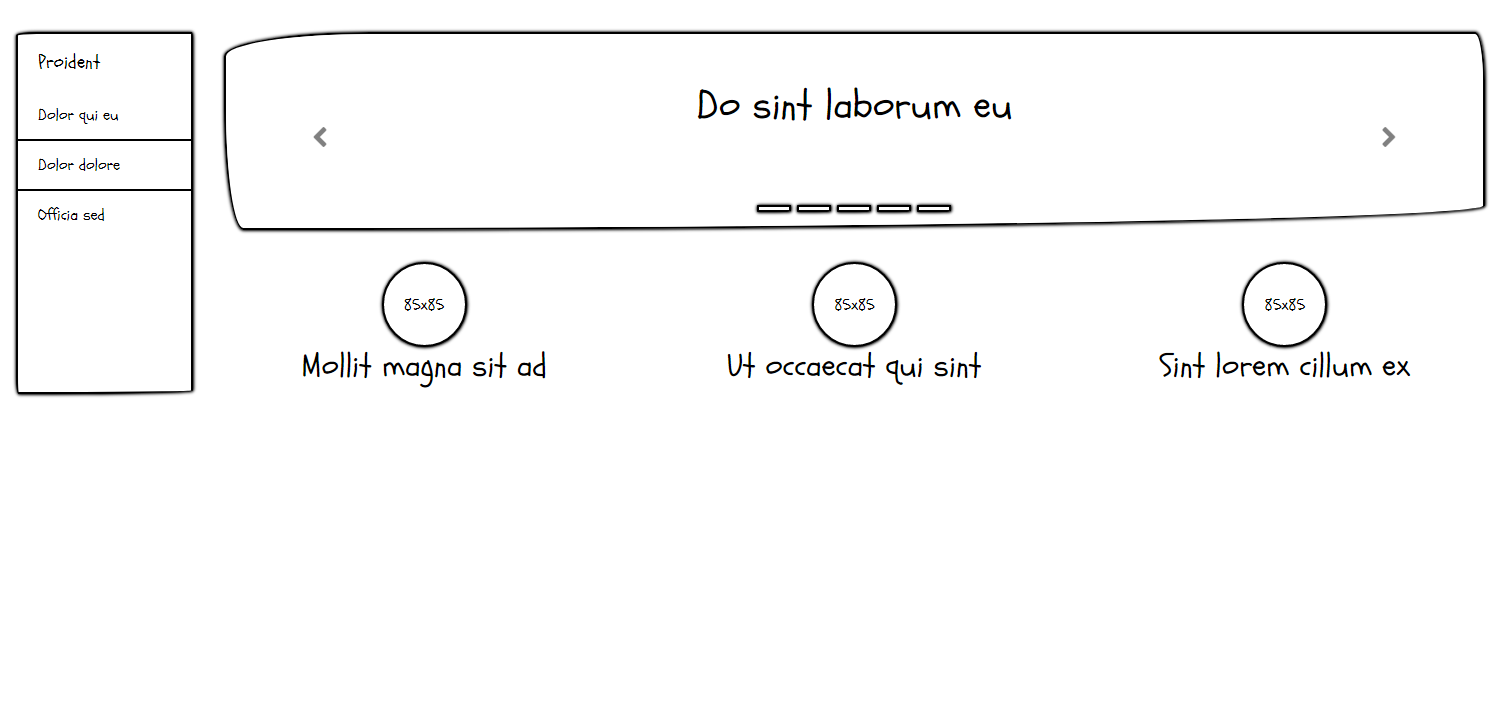 Proident
Dolor qui eu
Dolor dolore
Officia sed
Do sint laborum eu
85x85
Mollit magna sit ad
85x85
Ut occaecat qui sint
85x85
Sint lorem cillum ex